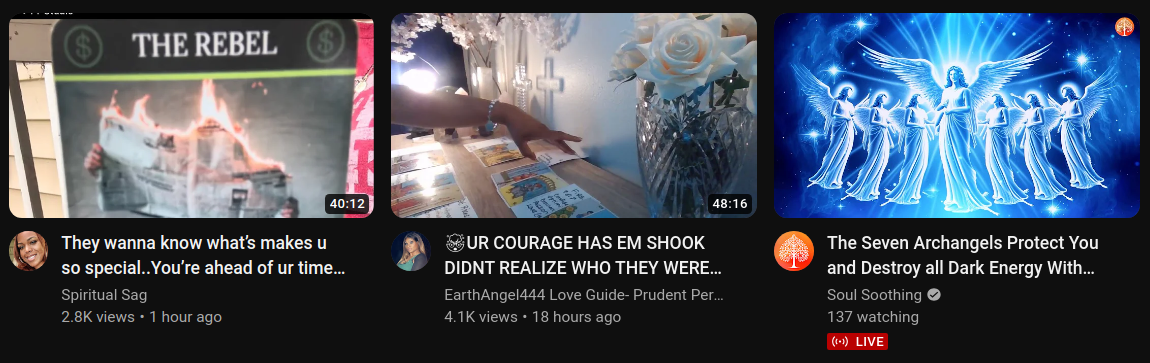 THE REBEL
40:12
48:16
They wanna know what's makes u
so special..You're ahead of ur time...
Spiritual Sag
2.8K views • 1 hour ago
UR COURAGE HAS EM SHOOK
DIDNT REALIZE WHO THEY WERE...
EarthAngel444 Love Guide- Prudent Per...
4.1K views • 18 hours ago
The Seven Archangels Protect You
and Destroy all Dark Energy With...
Soul Soothing
137 watching
LIVE